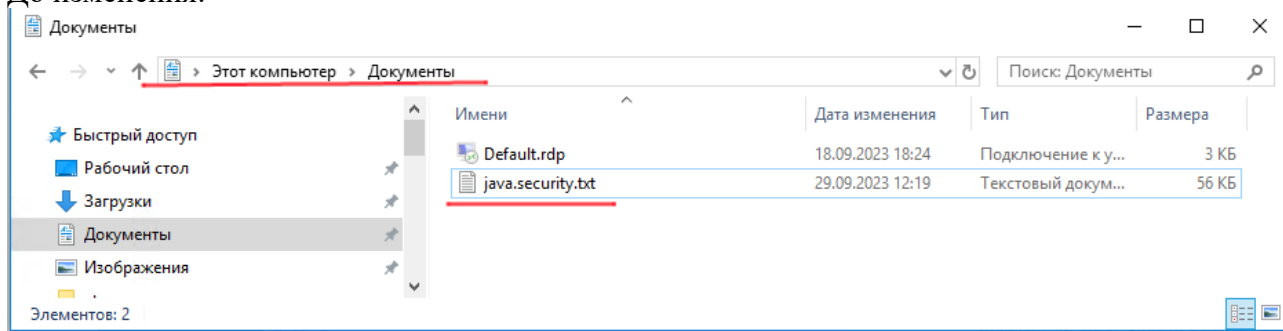 До изменения:
Документы
Этот компьютер > Документы
Поиск: Документы
Имени Дата изменения Тип Размера
Быстрый доступ
Рабочий стол
Загрузки
Документы
Изображения
Default.rdp 18.09.2023 18:24 Подключение к у... 3 КБ
java.security.txt 29.09.2023 12:19 Текстовый докум... 56 КБ
Элементов: 2